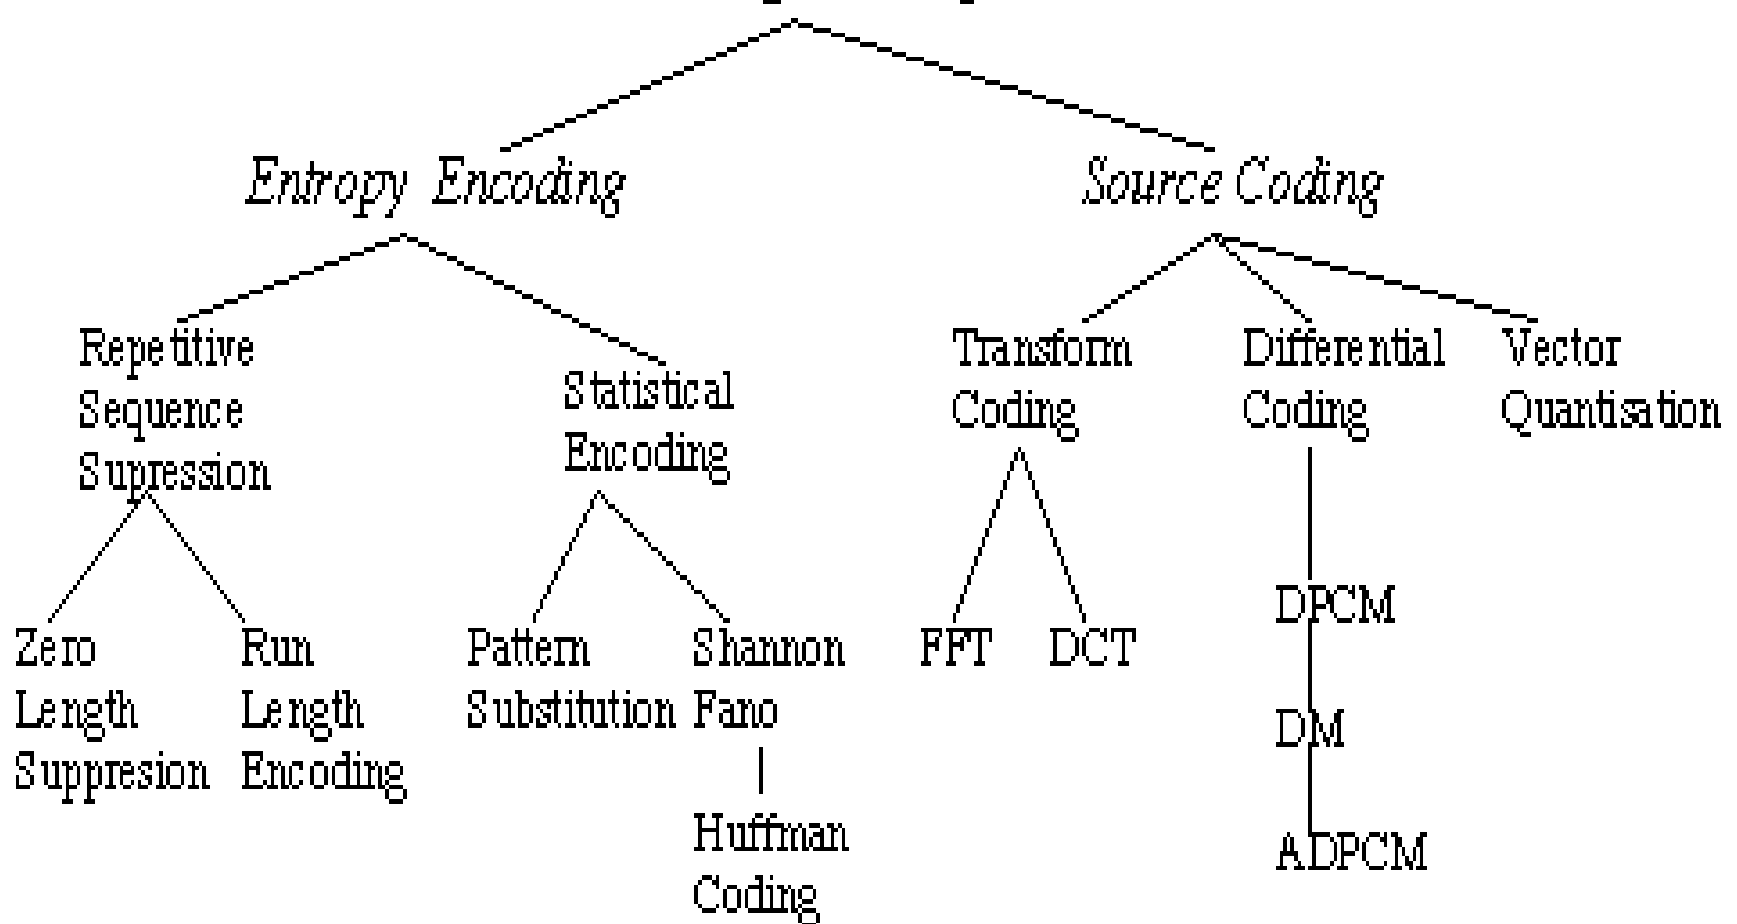 Entropy Encoding
Source Coding
Repetitive
Sequence
Supression
Statistical
Encoding
Transform
Coding
Differential
Coding
Vector
Quantisation
Zero
Length
Suppresion
Run
Length
Encoding
Pattern
Substitution
Shannon
Fano
Huffman
Coding
FFT
DCT
DPCM
DM
ADPCM